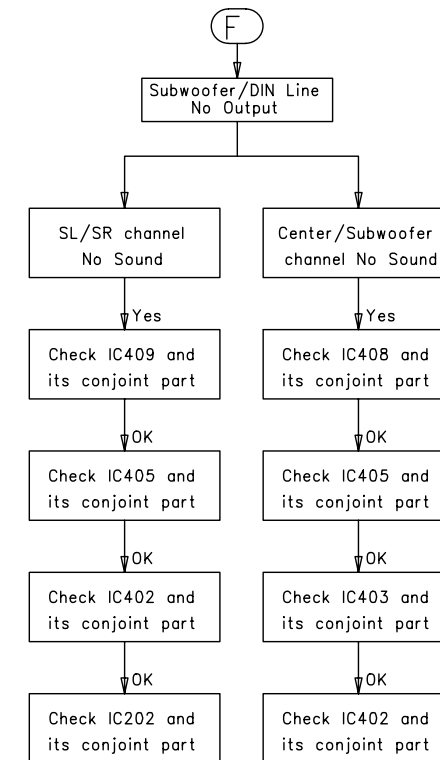 F
Subwoofer/DIN Line
No Output
SL/SR channel
No Sound
Yes
Check IC409 and
its conjoint part
OK
Check IC405 and
its conjoint part
OK
Check IC402 and
its conjoint part
OK
Check IC202 and
its conjoint part
Center/Subwoofer
channel No Sound
Yes
Check IC408 and
its conjoint part
OK
Check IC405 and
its conjoint part
OK
Check IC403 and
its conjoint part
OK
Check IC402 and
its conjoint part